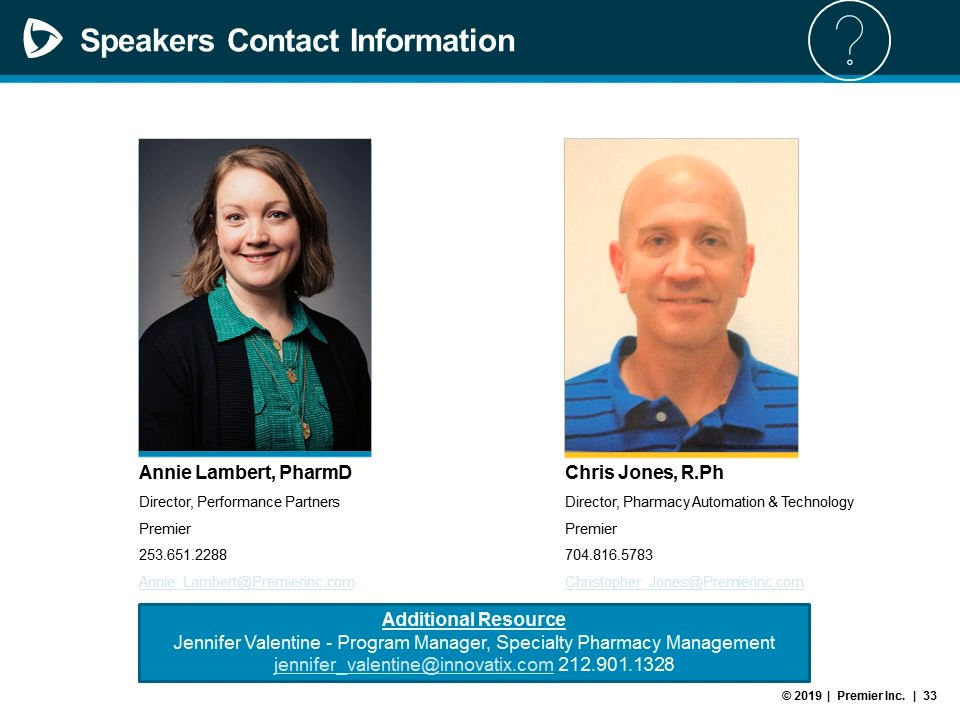 Speakers Contact Information
?
Annie Lambert, PharmD
Director, Performance Partners
Premier
253.651.2288
Annie_Lambert@Premierinc.com
Chris Jones, R.Ph
Director, Pharmacy Automation & Technology
Premier
704.816.5783
Christopher_Jones@Premierinc.com
Additional Resource
Jennifer Valentine - Program Manager, Specialty Pharmacy Management
jennifer_valentine@innovatix.com 212.901.1328
© 2019 | Premier Inc. | 33